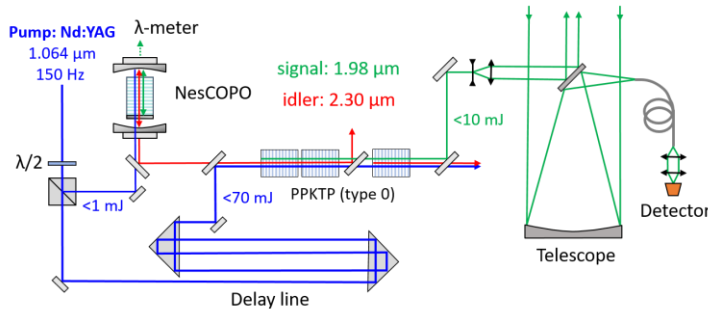 λ-meter
Pump: Nd:YAG
1.064 µm
150 Hz
NesCOPO
signal: 1.98 µm
idler: 2.30 µm
<10 mJ
λ/2
PPKTP (type 0)
<1 mJ
<70 mJ
Detector
Telescope
Delay line